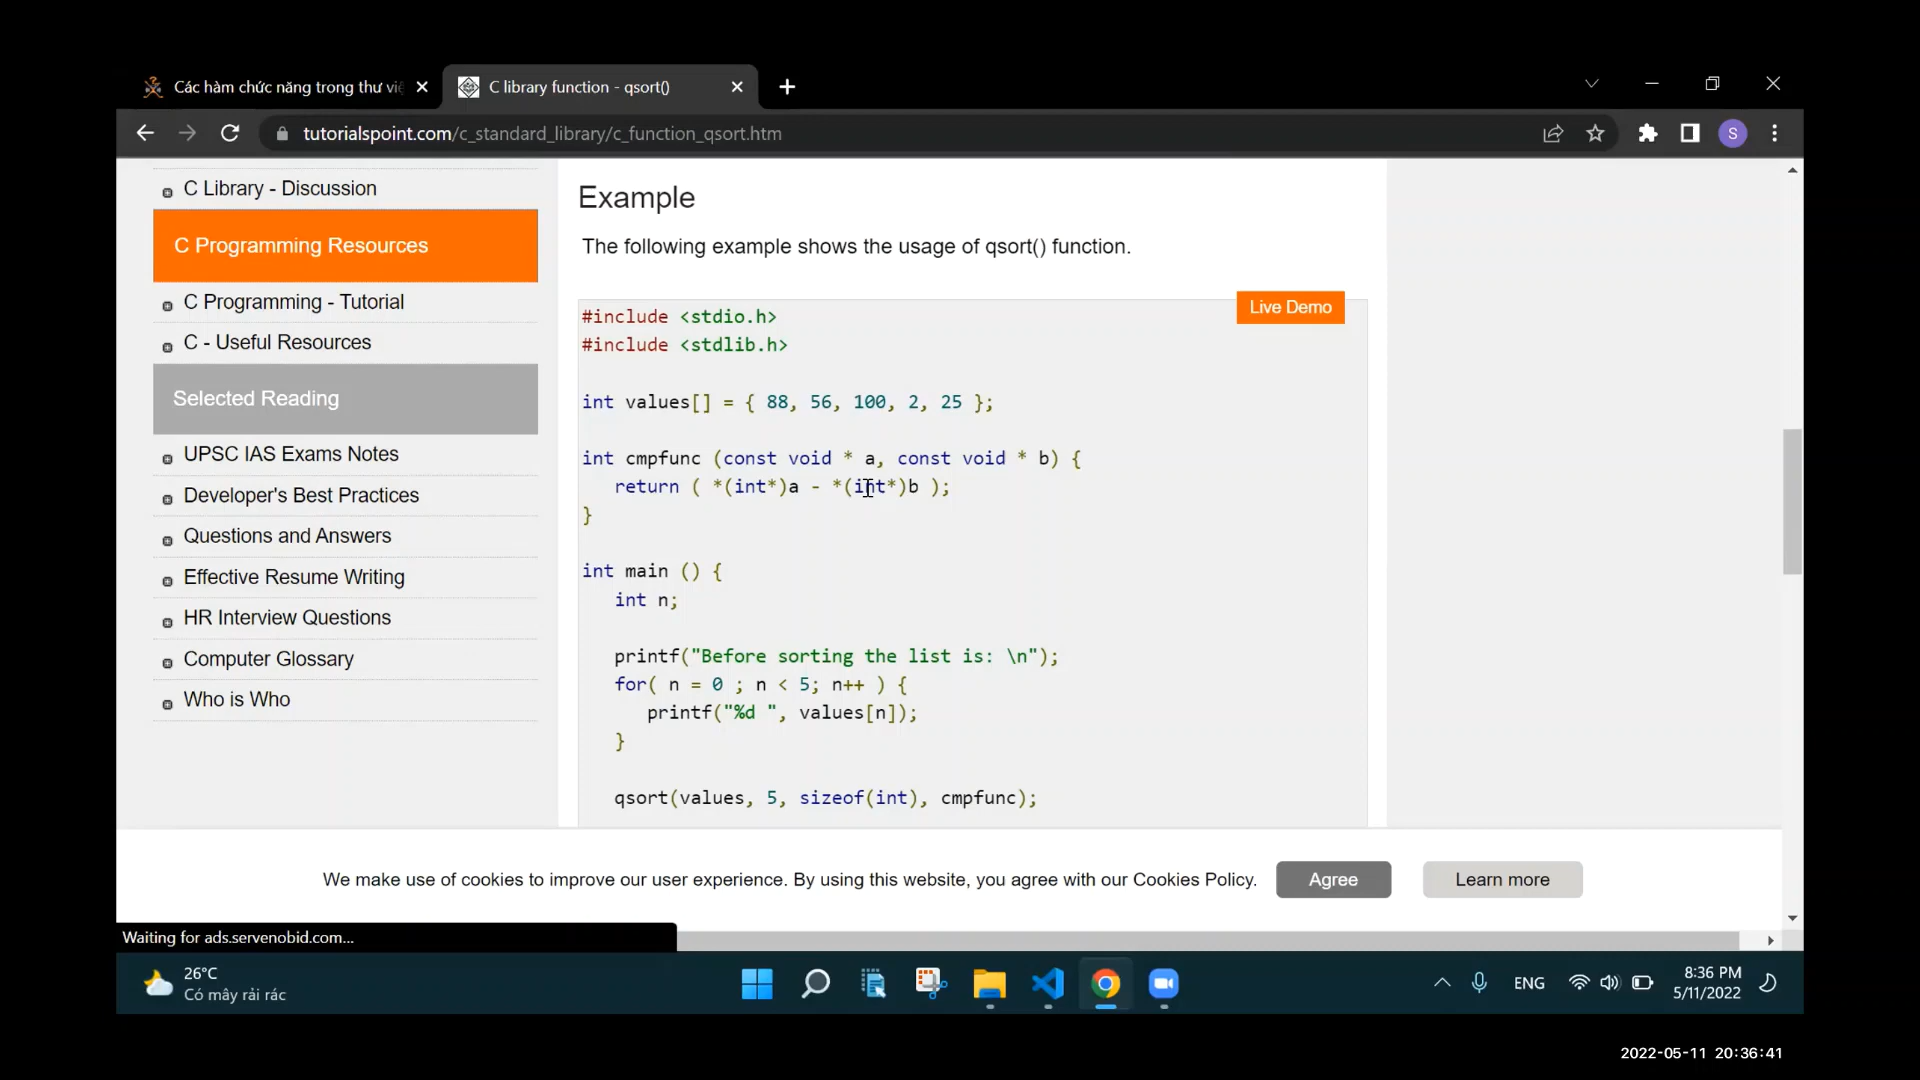 Các hàm chức năng trong thư việ
C library function - qsort()
tutorialspoint.com/c_standard_library/c_function_qsort.htm
S
C Library - Discussion
C Programming Resources
C Programming - Tutorial
C - Useful Resources
Selected Reading
UPSC IAS Exams Notes
Developer's Best Practices
Questions and Answers
Effective Resume Writing
HR Interview Questions
Computer Glossary
Who is Who
Example
The following example shows the usage of qsort() function.
Live Demo
#include <stdio.h>
#include <stdlib.h>
int values[] = { 88, 56, 100, 2, 25 };
int cmpfunc (const void * a, const void * b) {
return ( *(int*)a - *(int*)b );
}
int main () {
int n;
printf("Before sorting the list is: \n");
for( n = 0 ; n < 5; n++ ) {
printf("%d ", values[n]);
}
qsort(values, 5, sizeof(int), cmpfunc);
We make use of cookies to improve our user experience. By using this website, you agree with our Cookies Policy.
Agree
Learn more
Waiting for ads.servenobid.com...
26°C
Có mây rải rác
ENG
8:36 PM
5/11/2022
2022-05-11 20:36:41